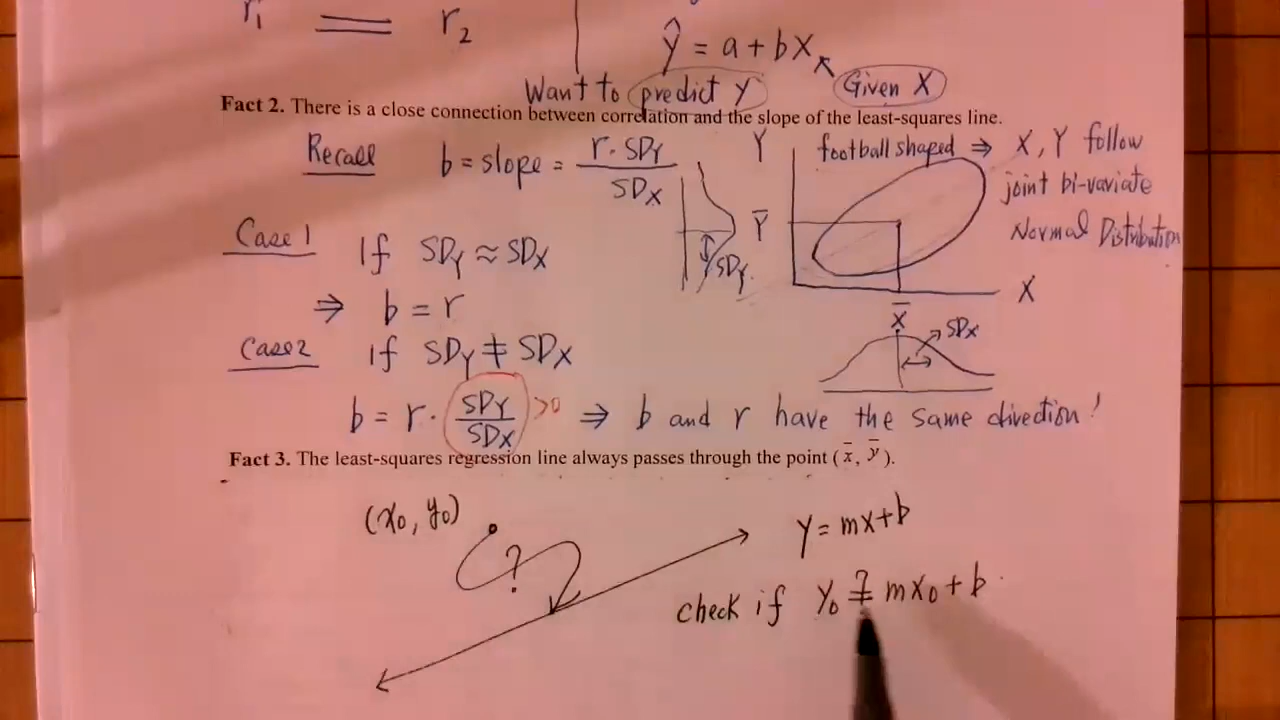 r₁ = r₂
ŷ = a + bx
Want to predict Y Given X
Fact 2. There is a close connection between correlation and the slope of the least-squares line.
Recall b = slope = r · SDY / SDX
Y football shaped ⇒ X, Y follow
joint bi-variate
Normal Distribution
Ȳ
SDY
X
X̄
SDX
Case 1 If SDY ≈ SDX
⇒ b = r
Case 2 if SDY ≠ SDX
b = r · SDY / SDX >0 ⇒ b and r have the same direction!
Fact 3. The least-squares regression line always passes through the point (x̄, ȳ).
(x₀, y₀)
?
y = mx+b
check if y₀ ≟ mx₀ + b